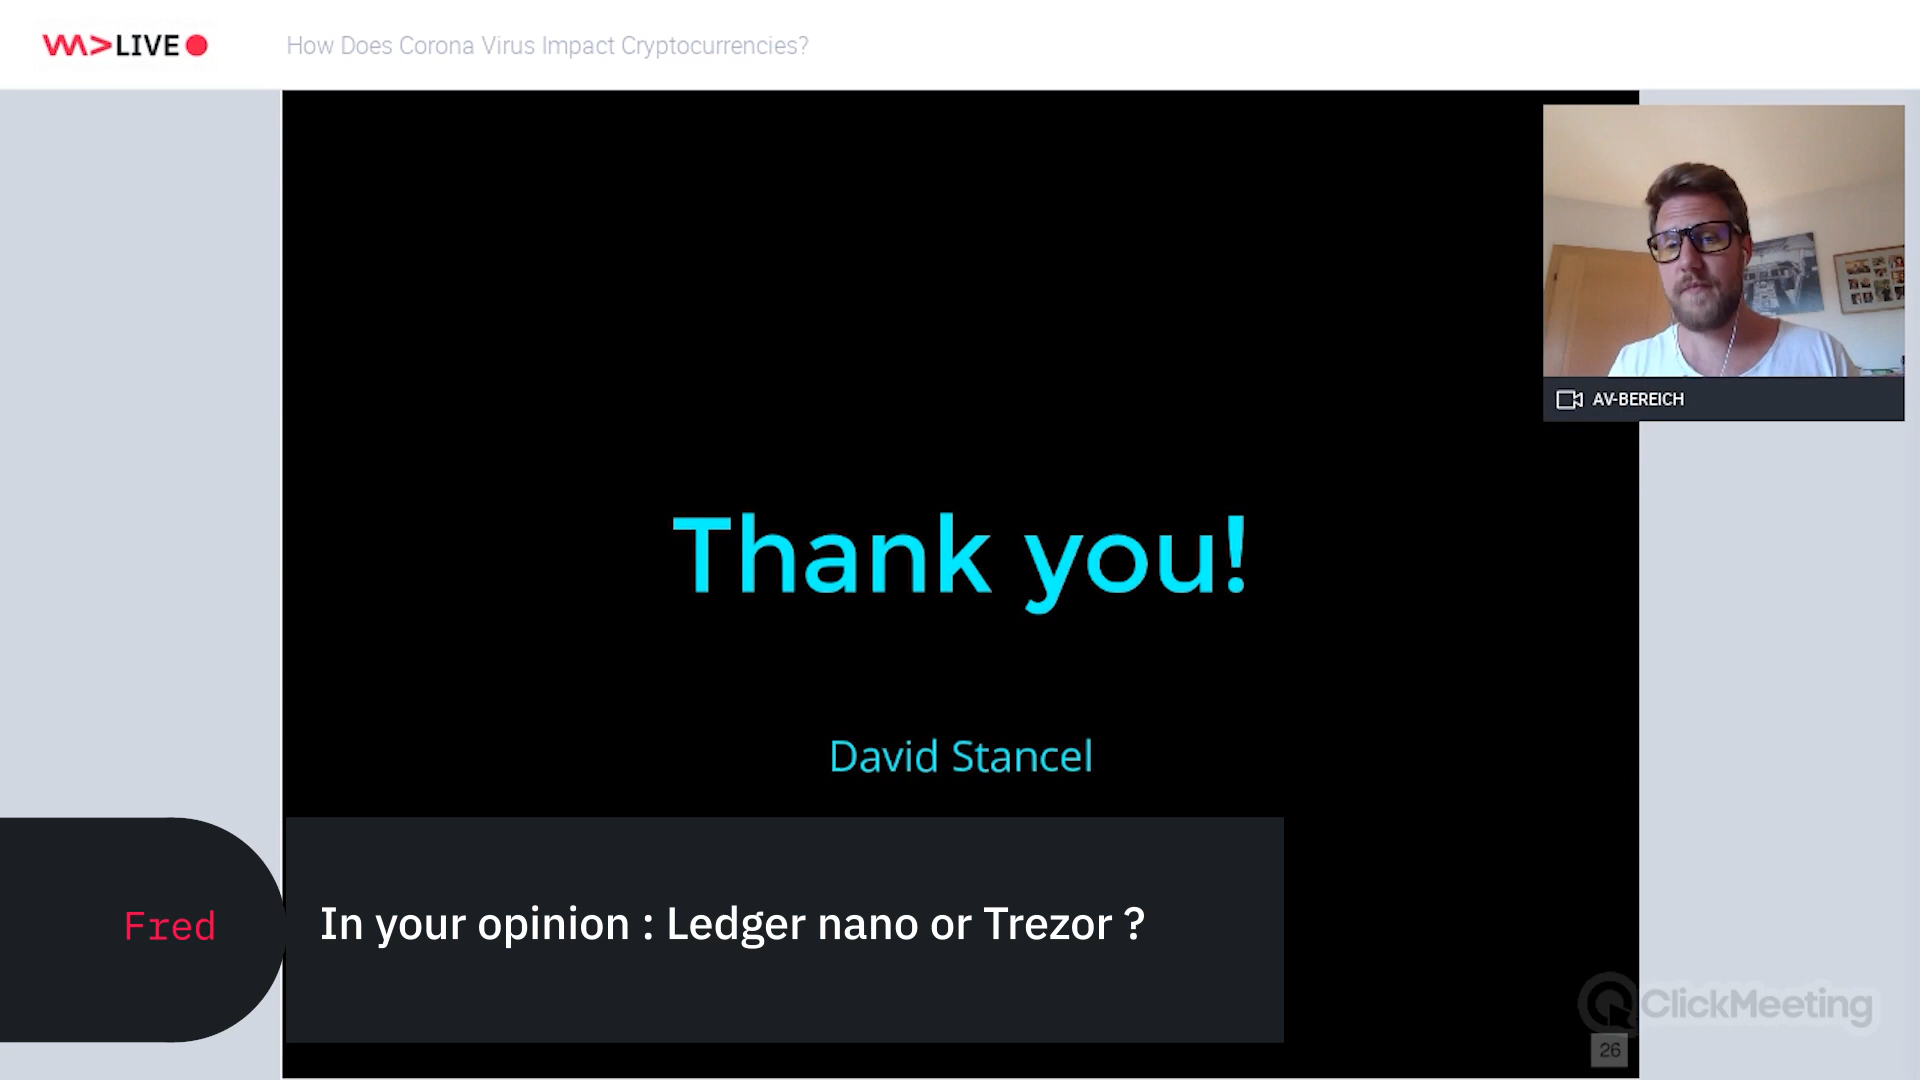 LIVE
How Does Corona Virus Impact Cryptocurrencies?
AV-BEREICH
Thank you!
David Stancel
Fred
In your opinion : Ledger nano or Trezor ?
ClickMeeting
26